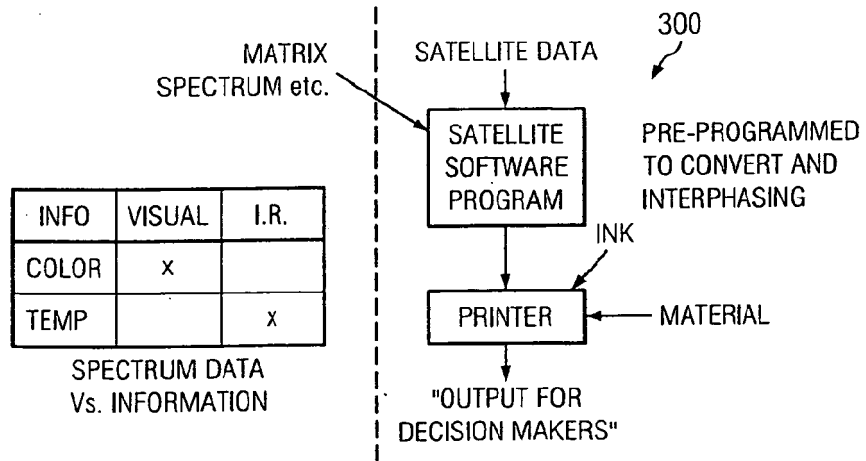 MATRIX
SPECTRUM etc.
INFO VISUAL I.R.
COLOR x
TEMP x
SPECTRUM DATA
Vs. INFORMATION
SATELLITE DATA
300
SATELLITE
SOFTWARE
PROGRAM
PRE-PROGRAMMED
TO CONVERT AND
INTERPHASING
INK
PRINTER
MATERIAL
"OUTPUT FOR
DECISION MAKERS"